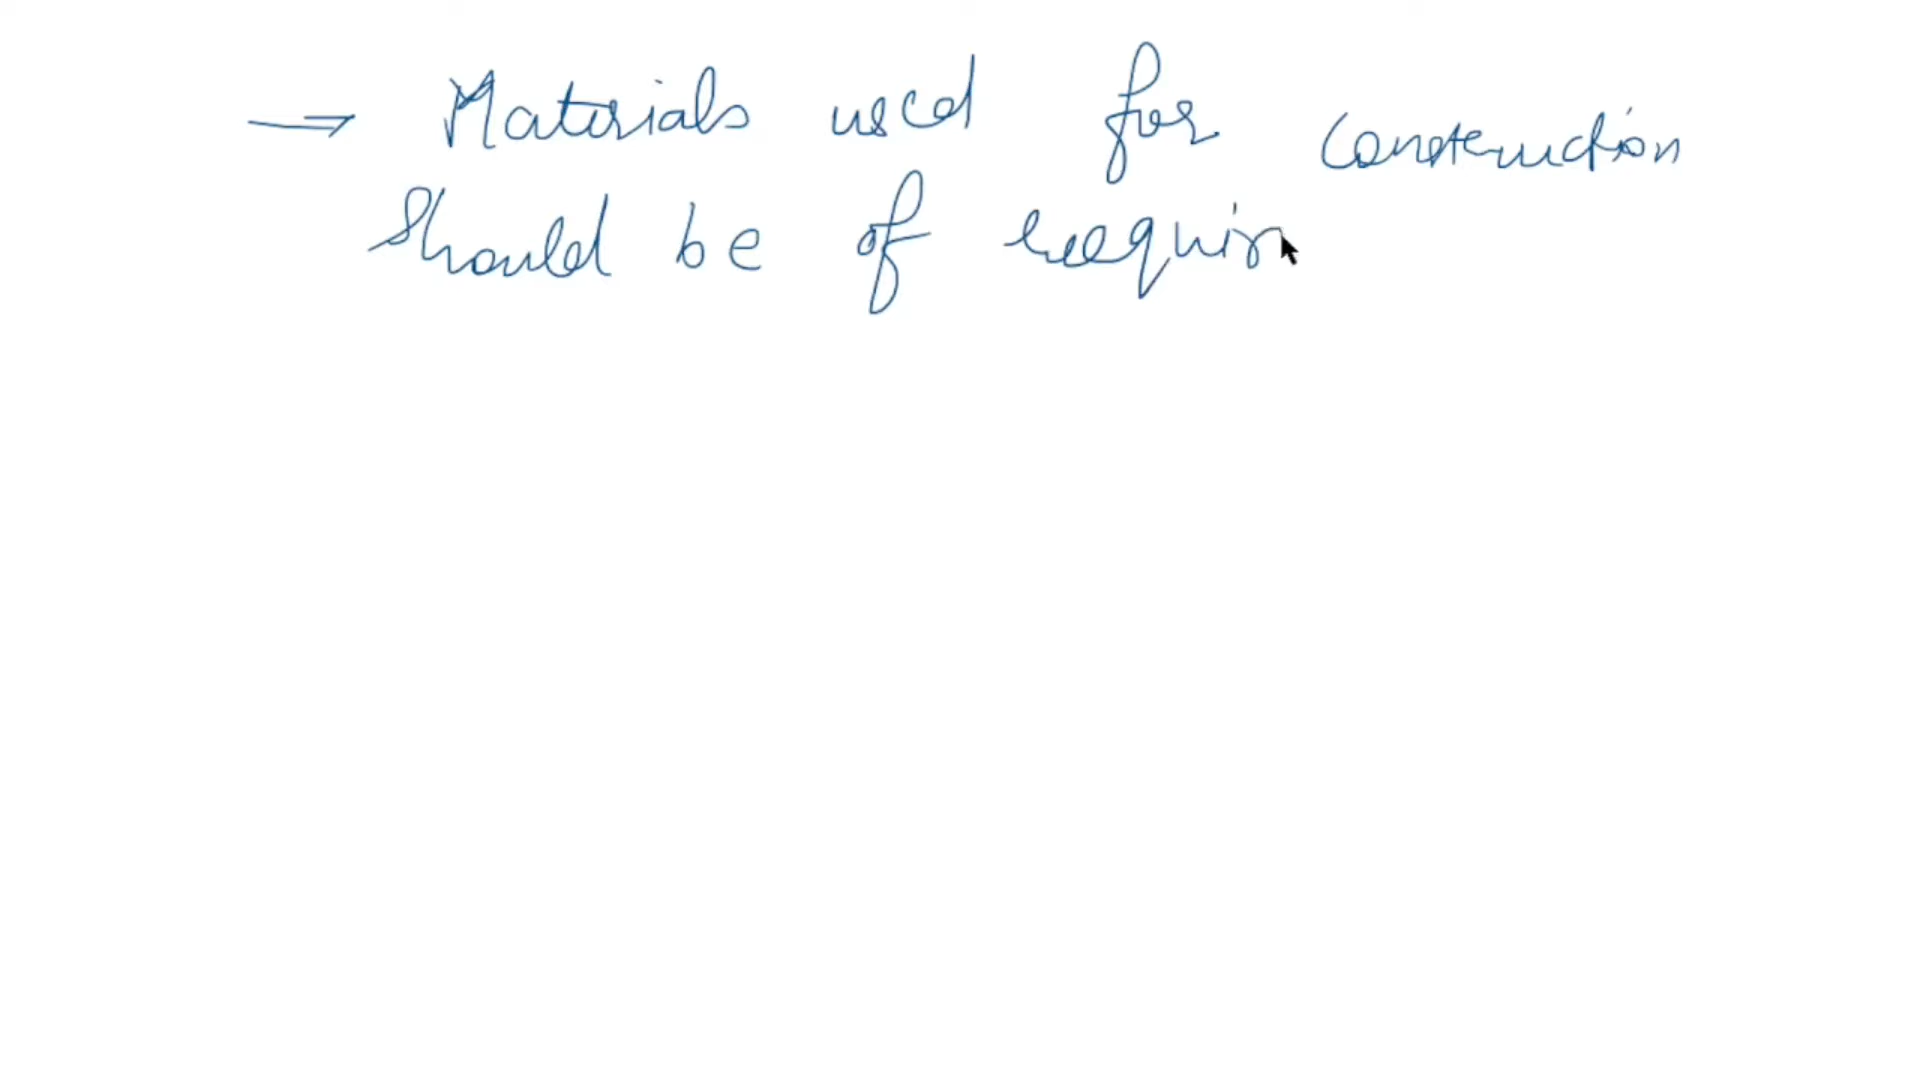 → Materials used for construction
should be of requir